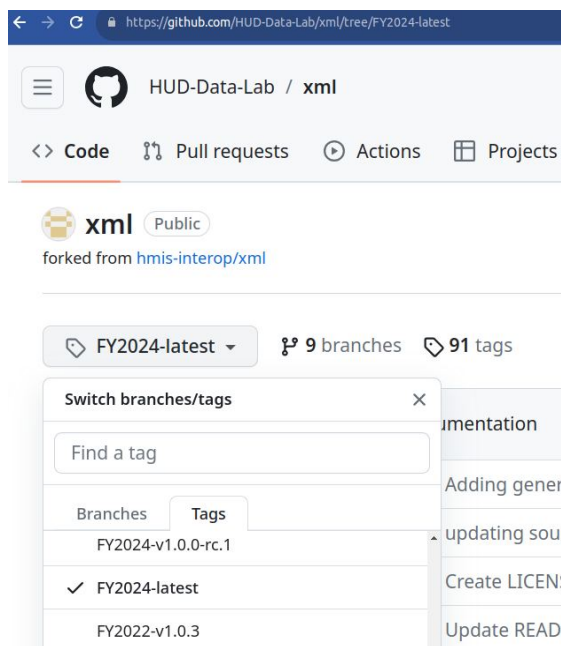 https://github.com/HUD-Data-Lab/xml/tree/FY2024-latest
HUD-Data-Lab / xml
Code Pull requests Actions Projects
xml Public
forked from hmis-interop/xml
FY2024-latest 9 branches 91 tags
Switch branches/tags
umentation
Find a tag
Adding gener
Branches Tags
updating sou
FY2024-v1.0.0-rc.1
FY2024-latest
Create LICENS
FY2022-v1.0.3
Update READ